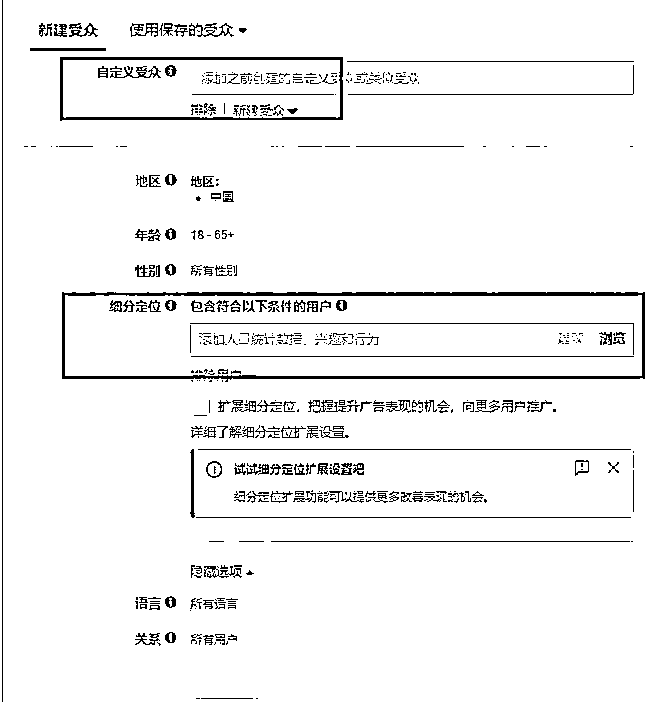 新建受众 使用保存的受众
自定义受众 添加之前创建的自定义受众或类似受众
排除 | 新建受众
地区 地区：
• 中国
年龄 18 - 65+
性别 所有性别
细分定位 包含符合以下条件的用户
添加人口统计数据、兴趣和行为 建议 浏览
排除用户
扩展细分定位，把握提升广告表现的机会，向更多用户推广。
详细了解细分定位扩展设置。
试试细分定位扩展设置吧
细分定位扩展功能可以提供更多改善表现的机会。
隐藏选项
语言 所有语言
关系 所有用户